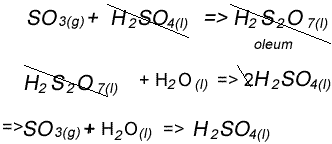 SO3(g) + H2SO4(l) => H2S2O7(l)
oleum
H2S2O7(l) + H2O(l) => 2H2SO4(l)
=>SO3(g) + H2O(l) => H2SO4(l)